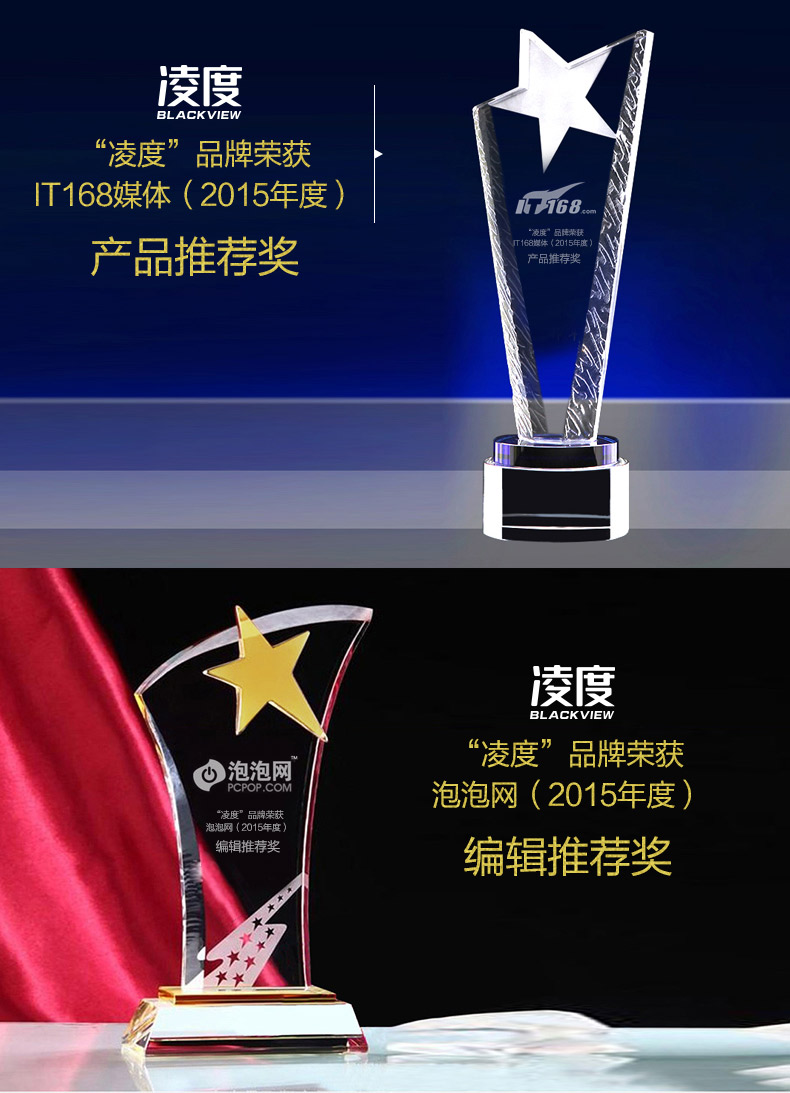 凌度
BLACKVIEW
“凌度”品牌荣获
IT168媒体（2015年度）
产品推荐奖
IT168.com
“凌度”品牌荣获
IT168媒体（2015年度）
产品推荐奖
凌度
BLACKVIEW
“凌度”品牌荣获
泡泡网（2015年度）
编辑推荐奖
泡泡网™
PCPOP.COM
“凌度”品牌荣获
泡泡网（2015年度）
编辑推荐奖